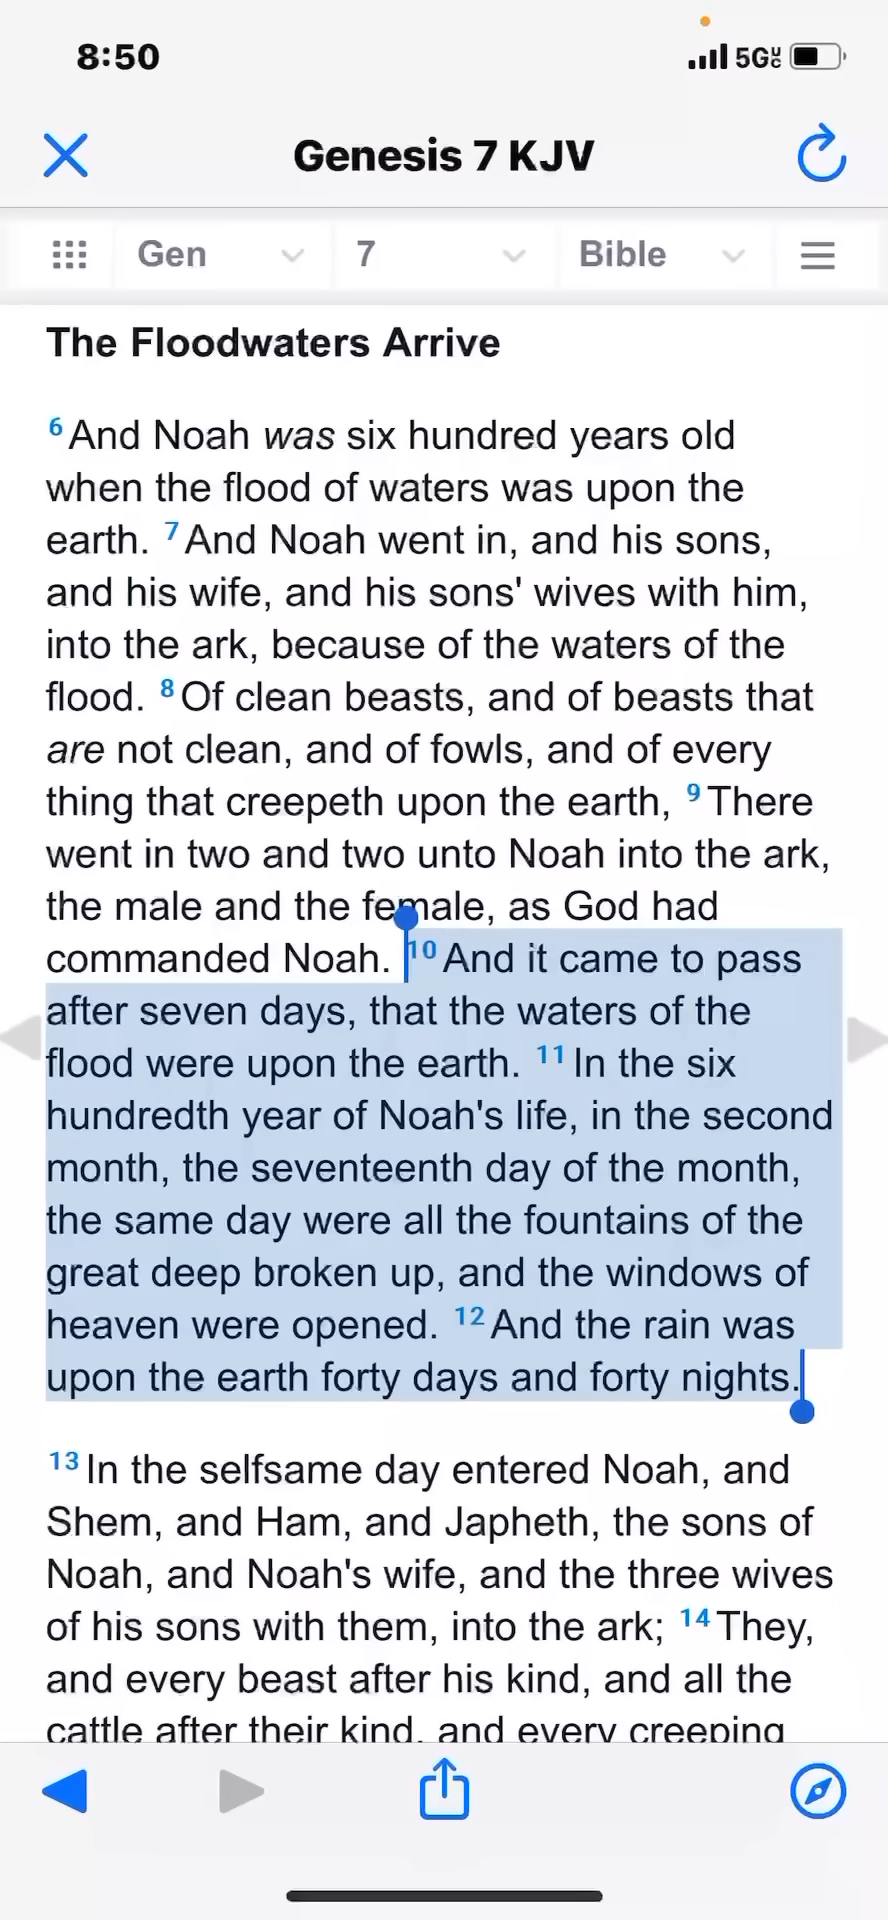 8:50
5GUC
Genesis 7 KJV
Gen
7
Bible
The Floodwaters Arrive
6 And Noah was six hundred years old
when the flood of waters was upon the
earth. 7 And Noah went in, and his sons,
and his wife, and his sons' wives with him,
into the ark, because of the waters of the
flood. 8 Of clean beasts, and of beasts that
are not clean, and of fowls, and of every
thing that creepeth upon the earth, 9 There
went in two and two unto Noah into the ark,
the male and the female, as God had
commanded Noah. 10 And it came to pass
after seven days, that the waters of the
flood were upon the earth. 11 In the six
hundredth year of Noah's life, in the second
month, the seventeenth day of the month,
the same day were all the fountains of the
great deep broken up, and the windows of
heaven were opened. 12 And the rain was
upon the earth forty days and forty nights.
13 In the selfsame day entered Noah, and
Shem, and Ham, and Japheth, the sons of
Noah, and Noah's wife, and the three wives
of his sons with them, into the ark; 14 They,
and every beast after his kind, and all the
cattle after their kind, and every creeping